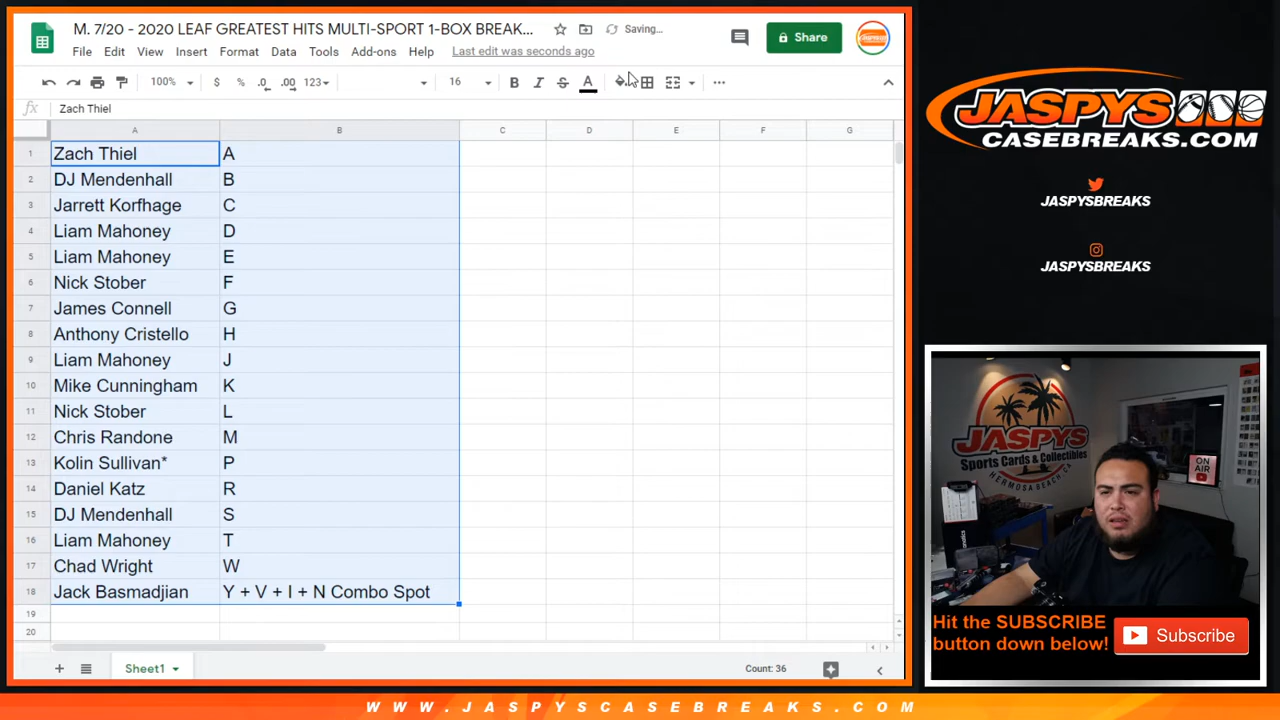 M. 7/20 - 2020 LEAF GREATEST HITS MULTI-SPORT 1-BOX BREAK...
Saving...
Share
File Edit View Insert Format Data Tools Add-ons Help Last edit was seconds ago
100% $ % .0 .00 123 16 B I S A
fx Zach Thiel
A B C D E F G
1 Zach Thiel A
2 DJ Mendenhall B
3 Jarrett Korfhage C
4 Liam Mahoney D
5 Liam Mahoney E
6 Nick Stober F
7 James Connell G
8 Anthony Cristello H
9 Liam Mahoney J
10 Mike Cunningham K
11 Nick Stober L
12 Chris Randone M
13 Kolin Sullivan* P
14 Daniel Katz R
15 DJ Mendenhall S
16 Liam Mahoney T
17 Chad Wright W
18 Jack Basmadjian Y + V + I + N Combo Spot
19
20
Sheet1
Count: 36
JASPYS
CASEBREAKS.COM
JASPYSBREAKS
JASPYSBREAKS
JASPYS
Sports Cards & Collectibles
HERMOSA BEACH, CA
ON AIR
Hit the SUBSCRIBE
button down below!
Subscribe
WWW.JASPYSCASEBREAKS.COM